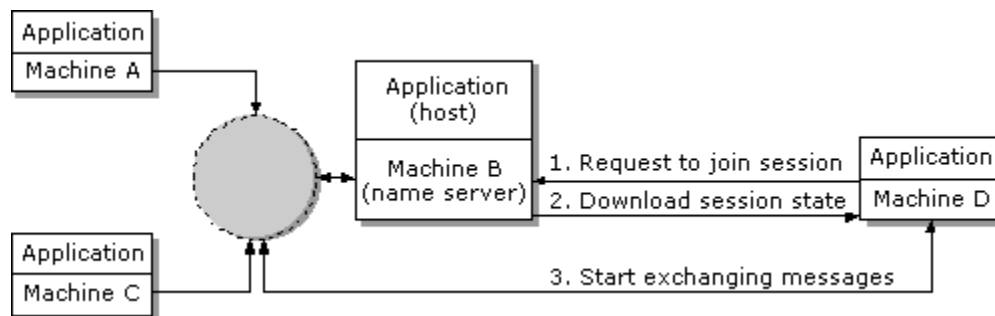 Application
Machine A
Application
(host)
Machine B
(name server)
1. Request to join session
2. Download session state
Application
Machine D
Application
Machine C
3. Start exchanging messages